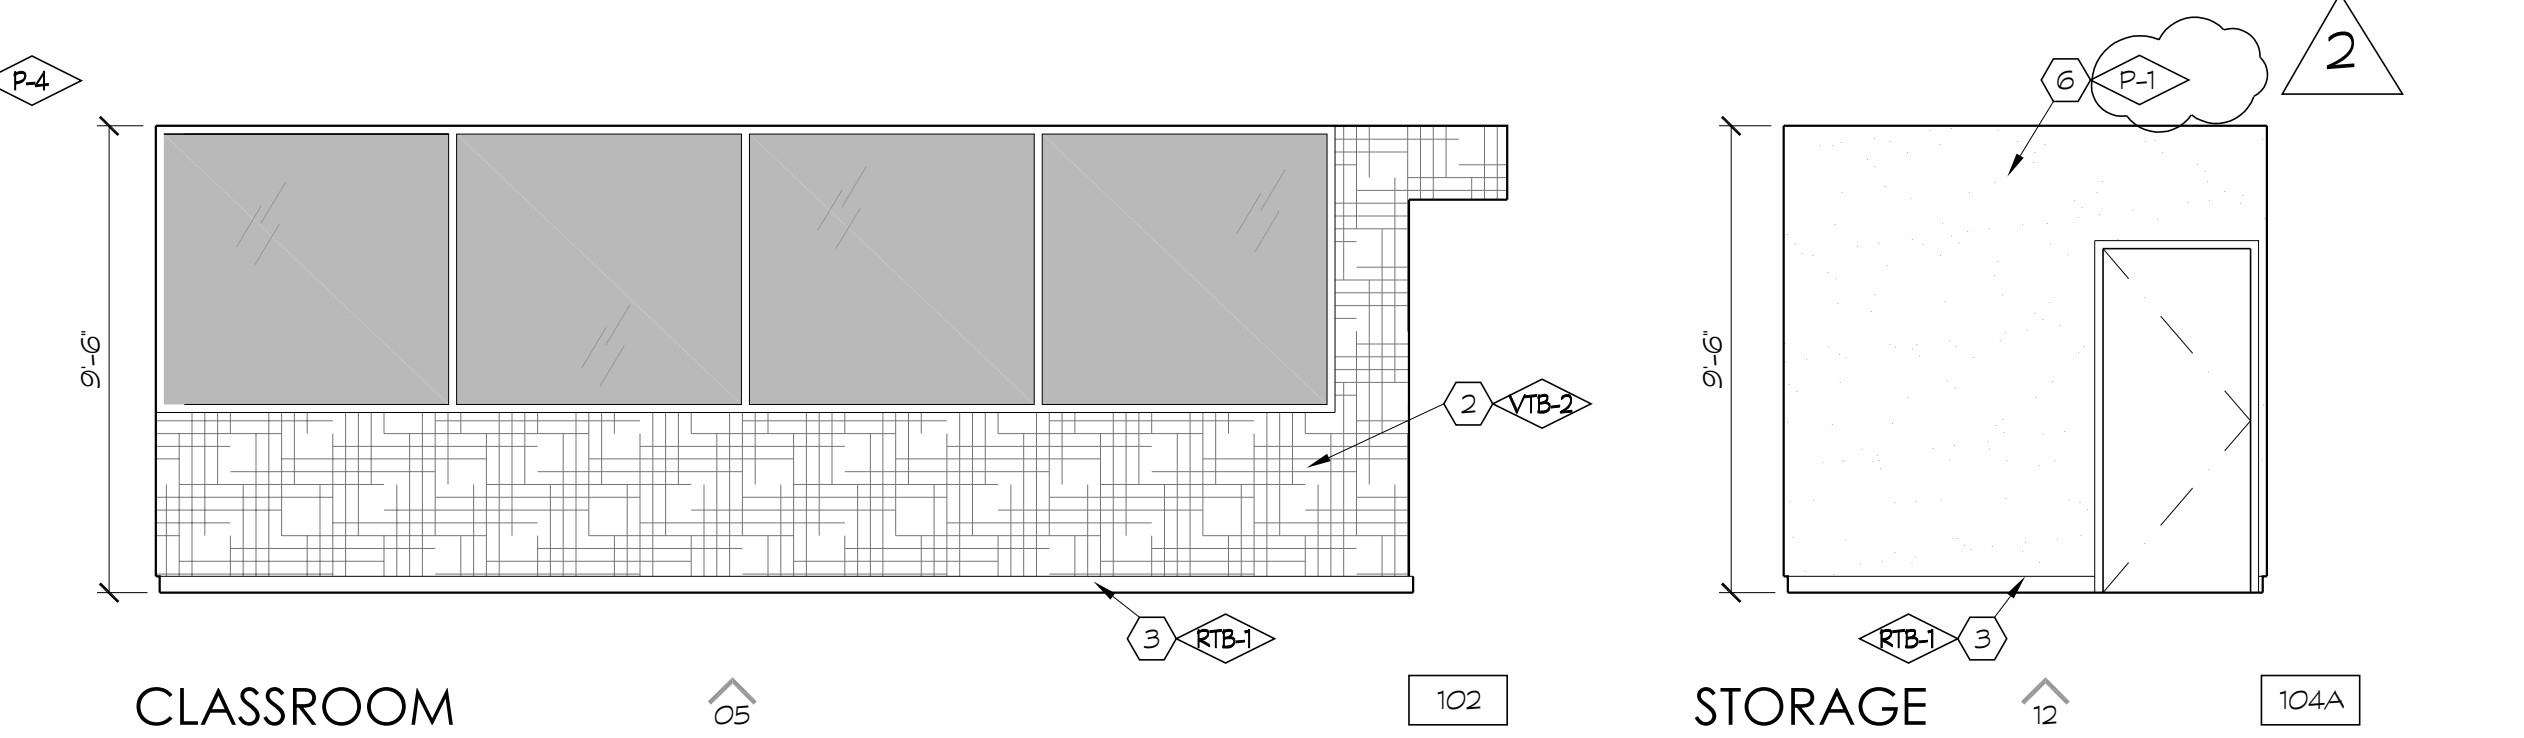 P-4
9'-6"
2 VTB-2
3 RTB-1
CLASSROOM
05
102
6 P-1
2
9'-6"
RTB-1 3
STORAGE
12
104A